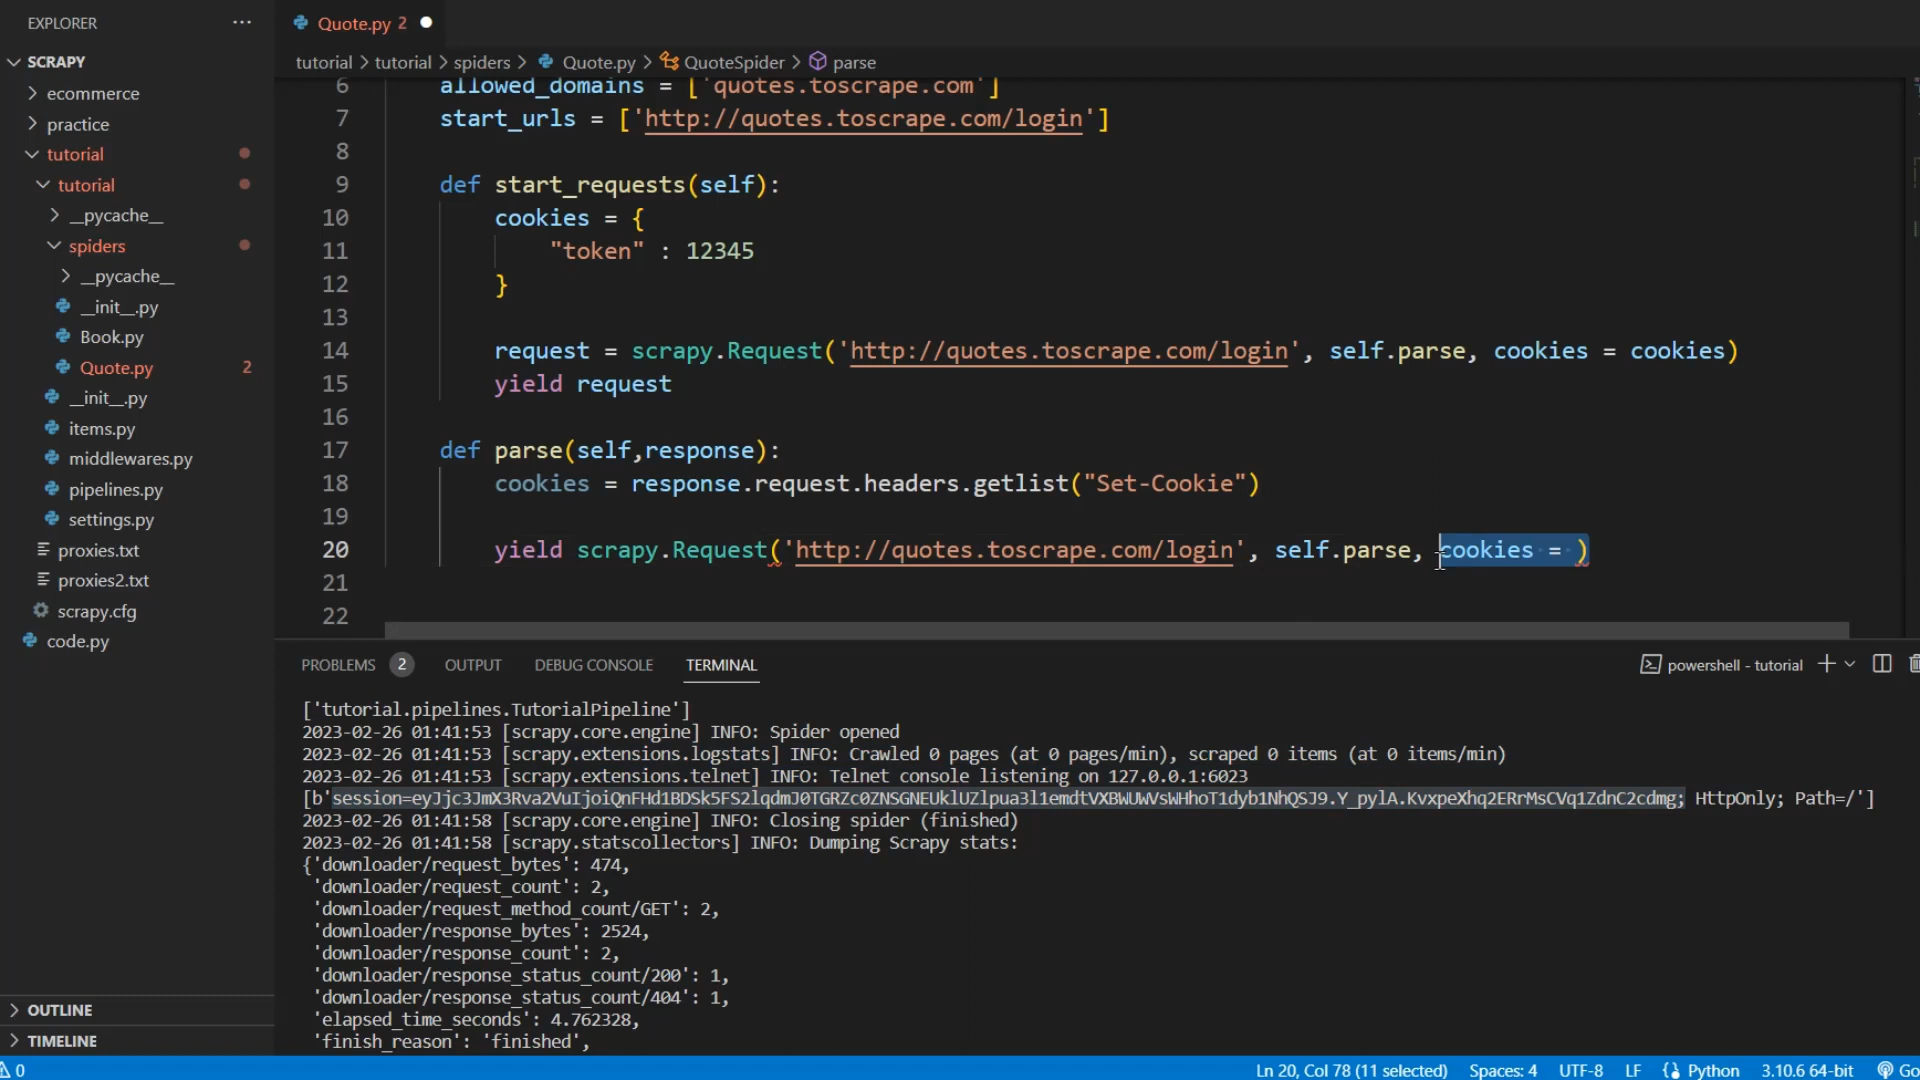 EXPLORER
SCRAPY
ecommerce
practice
tutorial
tutorial
__pycache__
spiders
__pycache__
__init__.py
Book.py
Quote.py 2
__init__.py
items.py
middlewares.py
pipelines.py
settings.py
proxies.txt
proxies2.txt
scrapy.cfg
code.py
OUTLINE
TIMELINE
Quote.py 2
tutorial > tutorial > spiders > Quote.py > QuoteSpider > parse
6 allowed_domains = ['quotes.toscrape.com']
7 start_urls = ['http://quotes.toscrape.com/login']
8
9 def start_requests(self):
10 cookies = {
11 "token" : 12345
12 }
13
14 request = scrapy.Request('http://quotes.toscrape.com/login', self.parse, cookies = cookies)
15 yield request
16
17 def parse(self,response):
18 cookies = response.request.headers.getlist("Set-Cookie")
19
20 yield scrapy.Request('http://quotes.toscrape.com/login', self.parse, cookies = )
21
22
PROBLEMS 2 OUTPUT DEBUG CONSOLE TERMINAL
powershell - tutorial
['tutorial.pipelines.TutorialPipeline']
2023-02-26 01:41:53 [scrapy.core.engine] INFO: Spider opened
2023-02-26 01:41:53 [scrapy.extensions.logstats] INFO: Crawled 0 pages (at 0 pages/min), scraped 0 items (at 0 items/min)
2023-02-26 01:41:53 [scrapy.extensions.telnet] INFO: Telnet console listening on 127.0.0.1:6023
HttpOnly; Path=/']
2023-02-26 01:41:58 [scrapy.core.engine] INFO: Closing spider (finished)
2023-02-26 01:41:58 [scrapy.statscollectors] INFO: Dumping Scrapy stats:
{'downloader/request_bytes': 474,
'downloader/request_count': 2,
'downloader/request_method_count/GET': 2,
'downloader/response_bytes': 2524,
'downloader/response_count': 2,
'downloader/response_status_count/200': 1,
'downloader/response_status_count/404': 1,
'elapsed_time_seconds': 4.762328,
'finish_reason': 'finished',
0
Ln 20, Col 78 (11 selected) Spaces: 4 UTF-8 LF Python 3.10.6 64-bit Go